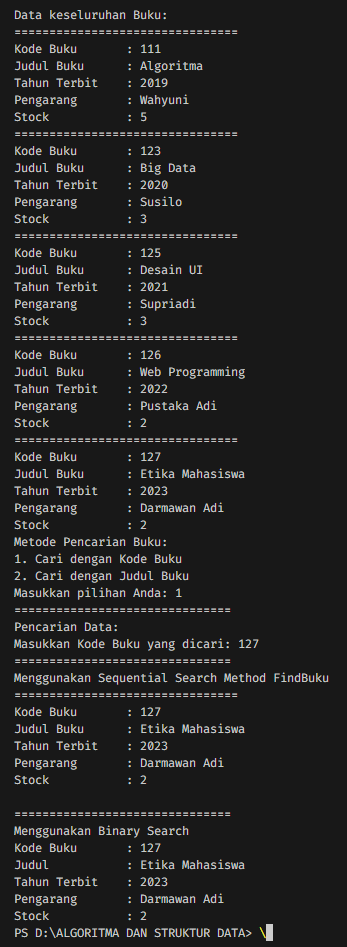 Data keseluruhan Buku:
================================
Kode Buku       : 111
Judul Buku      : Algoritma
Tahun Terbit    : 2019
Pengarang       : Wahyuni
Stock           : 5
================================
Kode Buku       : 123
Judul Buku      : Big Data
Tahun Terbit    : 2020
Pengarang       : Susilo
Stock           : 3
================================
Kode Buku       : 125
Judul Buku      : Desain UI
Tahun Terbit    : 2021
Pengarang       : Supriadi
Stock           : 3
================================
Kode Buku       : 126
Judul Buku      : Web Programming
Tahun Terbit    : 2022
Pengarang       : Pustaka Adi
Stock           : 2
================================
Kode Buku       : 127
Judul Buku      : Etika Mahasiswa
Tahun Terbit    : 2023
Pengarang       : Darmawan Adi
Stock           : 2
Metode Pencarian Buku:
1. Cari dengan Kode Buku
2. Cari dengan Judul Buku
Masukkan pilihan Anda: 1
===============================
Pencarian Data:
Masukkan Kode Buku yang dicari: 127
===============================
Menggunakan Sequential Search Method FindBuku
================================
Kode Buku       : 127
Judul Buku      : Etika Mahasiswa
Tahun Terbit    : 2023
Pengarang       : Darmawan Adi
Stock           : 2

===============================
Menggunakan Binary Search
Kode Buku       : 127
Judul           : Etika Mahasiswa
Tahun Terbit    : 2023
Pengarang       : Darmawan Adi
Stock           : 2
PS D:\ALGORITMA DAN STRUKTUR DATA> \